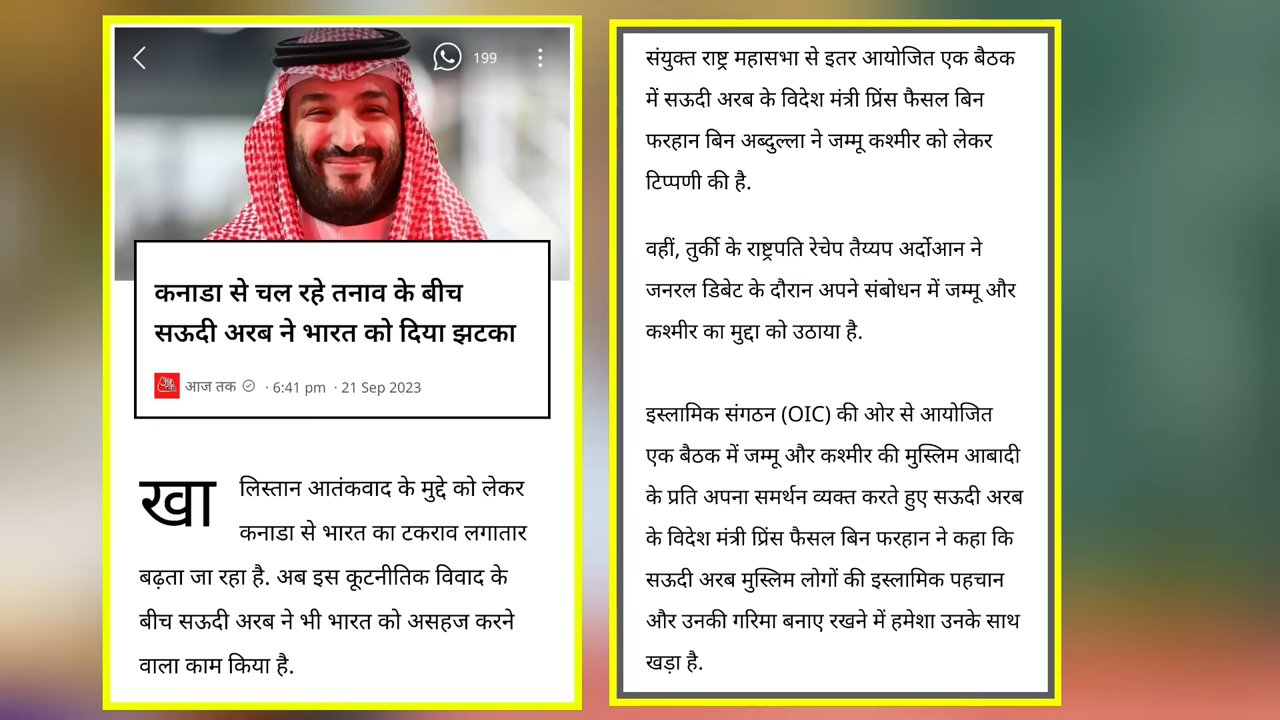 199
कनाडा से चल रहे तनाव के बीच
सऊदी अरब ने भारत को दिया झटका
आज तक · 6:41 pm · 21 Sep 2023
खालिस्तान आतंकवाद के मुद्दे को लेकर
कनाडा से भारत का टकराव लगातार
बढ़ता जा रहा है. अब इस कूटनीतिक विवाद के
बीच सऊदी अरब ने भी भारत को असहज करने
वाला काम किया है.
संयुक्त राष्ट्र महासभा से इतर आयोजित एक बैठक
में सऊदी अरब के विदेश मंत्री प्रिंस फैसल बिन
फरहान बिन अब्दुल्ला ने जम्मू कश्मीर को लेकर
टिप्पणी की है.
वहीं, तुर्की के राष्ट्रपति रेचेप तैय्यप अर्दोआन ने
जनरल डिबेट के दौरान अपने संबोधन में जम्मू और
कश्मीर का मुद्दा को उठाया है.
इस्लामिक संगठन (OIC) की ओर से आयोजित
एक बैठक में जम्मू और कश्मीर की मुस्लिम आबादी
के प्रति अपना समर्थन व्यक्त करते हुए सऊदी अरब
के विदेश मंत्री प्रिंस फैसल बिन फरहान ने कहा कि
सऊदी अरब मुस्लिम लोगों की इस्लामिक पहचान
और उनकी गरिमा बनाए रखने में हमेशा उनके साथ
खड़ा है.